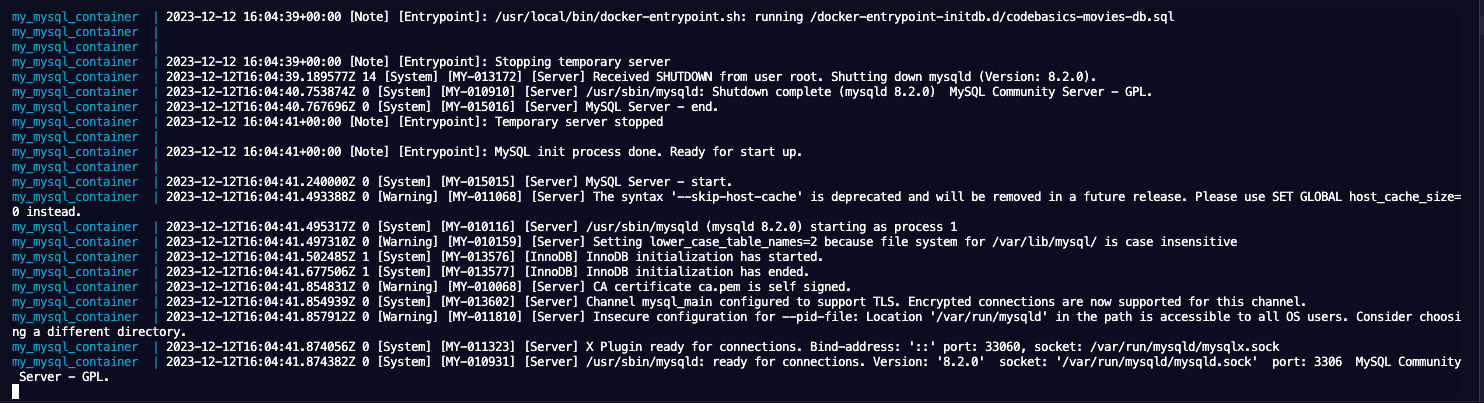 my_mysql_container  | 2023-12-12 16:04:39+00:00 [Note] [Entrypoint]: /usr/local/bin/docker-entrypoint.sh: running /docker-entrypoint-initdb.d/codebasics-movies-db.sql
my_mysql_container  |
my_mysql_container  |
my_mysql_container  | 2023-12-12 16:04:39+00:00 [Note] [Entrypoint]: Stopping temporary server
my_mysql_container  | 2023-12-12T16:04:39.189577Z 14 [System] [MY-013172] [Server] Received SHUTDOWN from user root. Shutting down mysqld (Version: 8.2.0).
my_mysql_container  | 2023-12-12T16:04:40.753874Z 0 [System] [MY-010910] [Server] /usr/sbin/mysqld: Shutdown complete (mysqld 8.2.0)  MySQL Community Server - GPL.
my_mysql_container  | 2023-12-12T16:04:40.767696Z 0 [System] [MY-015016] [Server] MySQL Server - end.
my_mysql_container  | 2023-12-12 16:04:41+00:00 [Note] [Entrypoint]: Temporary server stopped
my_mysql_container  |
my_mysql_container  | 2023-12-12 16:04:41+00:00 [Note] [Entrypoint]: MySQL init process done. Ready for start up.
my_mysql_container  |
my_mysql_container  | 2023-12-12T16:04:41.240000Z 0 [System] [MY-015015] [Server] MySQL Server - start.
my_mysql_container  | 2023-12-12T16:04:41.493388Z 0 [Warning] [MY-011068] [Server] The syntax '--skip-host-cache' is deprecated and will be removed in a future release. Please use SET GLOBAL host_cache_size=
0 instead.
my_mysql_container  | 2023-12-12T16:04:41.495317Z 0 [System] [MY-010116] [Server] /usr/sbin/mysqld (mysqld 8.2.0) starting as process 1
my_mysql_container  | 2023-12-12T16:04:41.497310Z 0 [Warning] [MY-010159] [Server] Setting lower_case_table_names=2 because file system for /var/lib/mysql/ is case insensitive
my_mysql_container  | 2023-12-12T16:04:41.502485Z 1 [System] [MY-013576] [InnoDB] InnoDB initialization has started.
my_mysql_container  | 2023-12-12T16:04:41.677506Z 1 [System] [MY-013577] [InnoDB] InnoDB initialization has ended.
my_mysql_container  | 2023-12-12T16:04:41.854831Z 0 [Warning] [MY-010068] [Server] CA certificate ca.pem is self signed.
my_mysql_container  | 2023-12-12T16:04:41.854939Z 0 [System] [MY-013602] [Server] Channel mysql_main configured to support TLS. Encrypted connections are now supported for this channel.
my_mysql_container  | 2023-12-12T16:04:41.857912Z 0 [Warning] [MY-011810] [Server] Insecure configuration for --pid-file: Location '/var/run/mysqld' in the path is accessible to all OS users. Consider choosi
ng a different directory.
my_mysql_container  | 2023-12-12T16:04:41.874056Z 0 [System] [MY-011323] [Server] X Plugin ready for connections. Bind-address: '::' port: 33060, socket: /var/run/mysqld/mysqlx.sock
my_mysql_container  | 2023-12-12T16:04:41.874382Z 0 [System] [MY-010931] [Server] /usr/sbin/mysqld: ready for connections. Version: '8.2.0'  socket: '/var/run/mysqld/mysqld.sock'  port: 3306  MySQL Community
 Server - GPL.